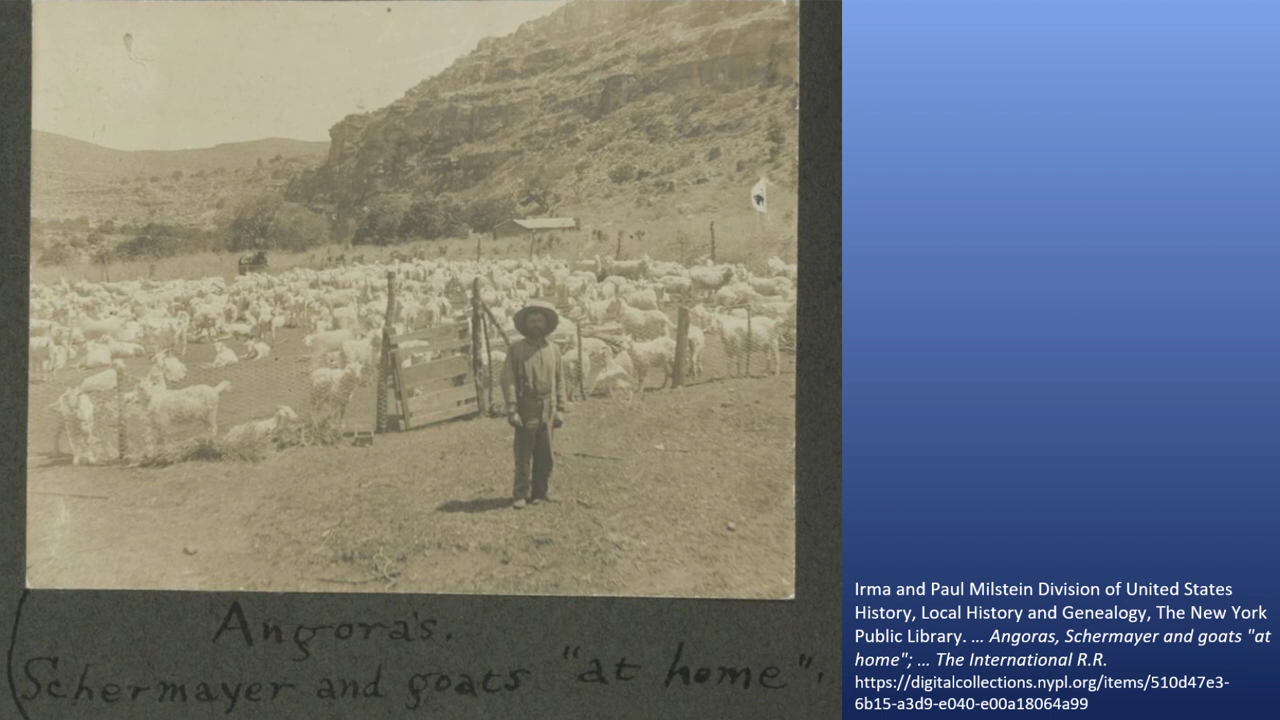 Angora's.
Schermayer and goats "at home".
Irma and Paul Milstein Division of United States
History, Local History and Genealogy, The New York
Public Library. ... Angoras, Schermayer and goats "at
home"; ... The International R.R.
https://digitalcollections.nypl.org/items/510d47e3-
6b15-a3d9-e040-e00a18064a99